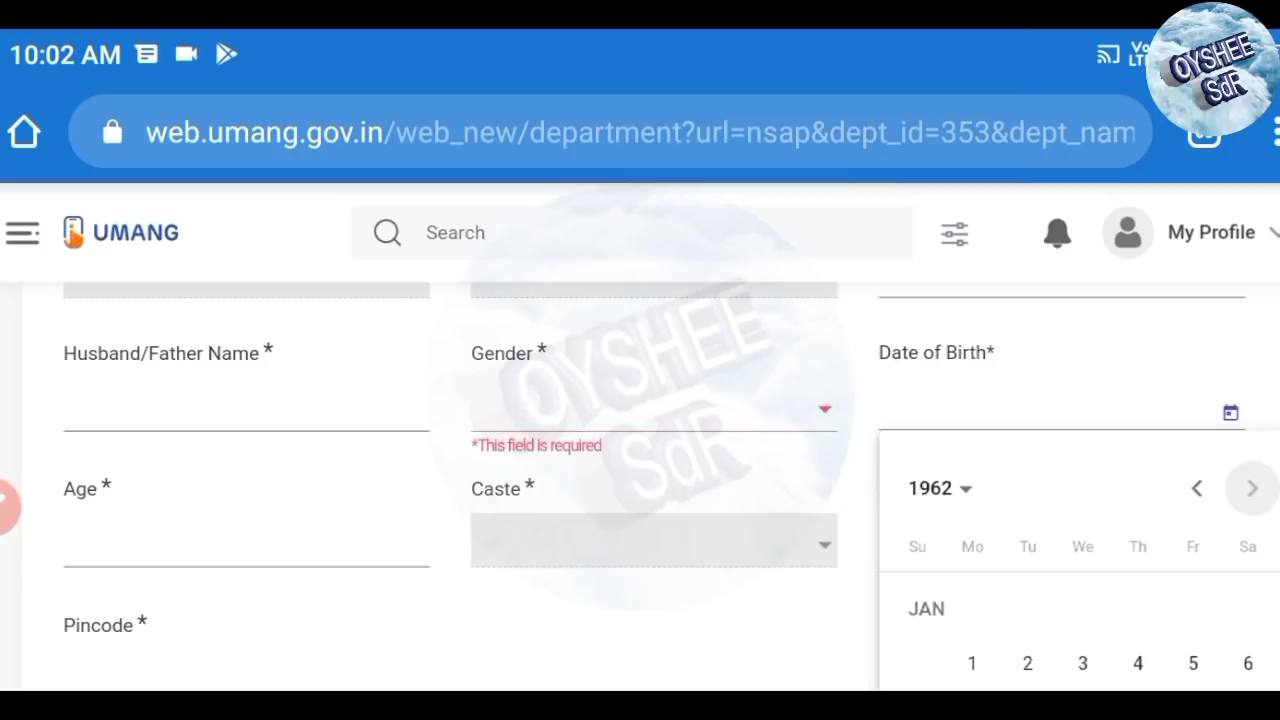 10:02 AM
OYSHEE
SdR
web.umang.gov.in/web_new/department?url=nsap&dept_id=353&dept_nam
UMANG
Search
My Profile
Husband/Father Name *
Gender *
Date of Birth*
OYSHEE
SdR
*This field is required
Age *
Caste *
1962
Su Mo Tu We Th Fr Sa
JAN
1 2 3 4 5 6
Pincode *